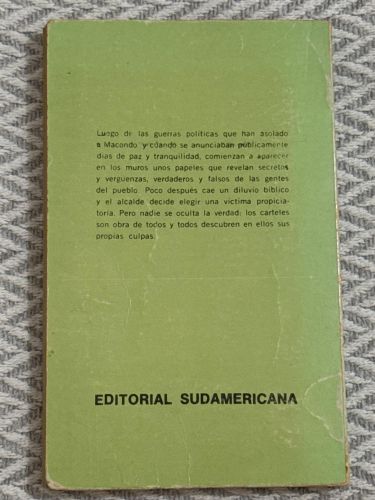 Luego de las guerras políticas que han asolado
a Macondo y cuando se anunciaban públicamente
días de paz y tranquilidad, comienzan a aparecer
en los muros unos papeles que revelan secretos
y vergüenzas, verdaderos y falsos de las gentes
del pueblo. Poco después cae un diluvio bíblico
y el alcalde decide elegir una víctima propicia-
toria. Pero nadie se oculta la verdad: los carteles
son obra de todos y todos descubren en ellos sus
propias culpas.
EDITORIAL SUDAMERICANA